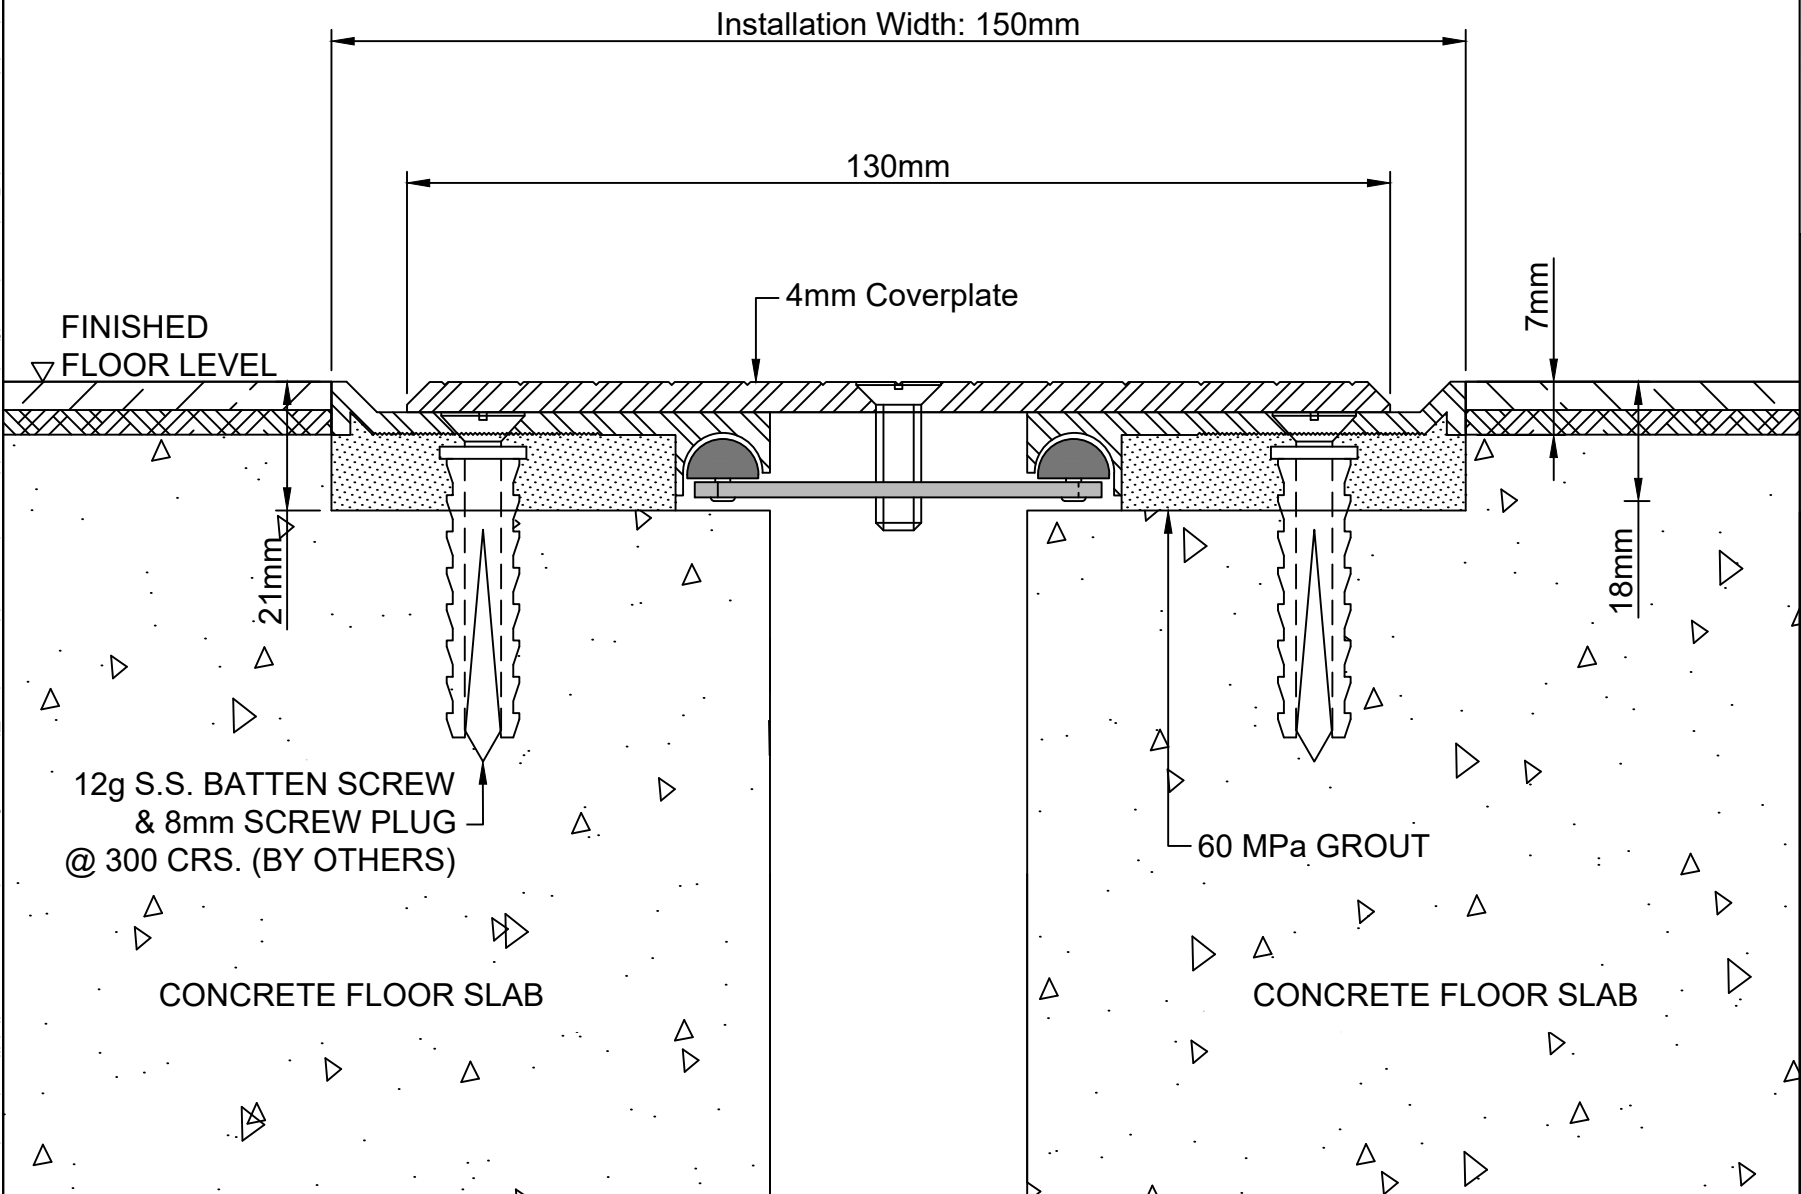 Installation Width: 150mm
130mm
4mm Coverplate
7mm
FINISHED
FLOOR LEVEL
21mm
18mm
12g S.S. BATTEN SCREW
& 8mm SCREW PLUG
@ 300 CRS. (BY OTHERS)
60 MPa GROUT
CONCRETE FLOOR SLAB
CONCRETE FLOOR SLAB